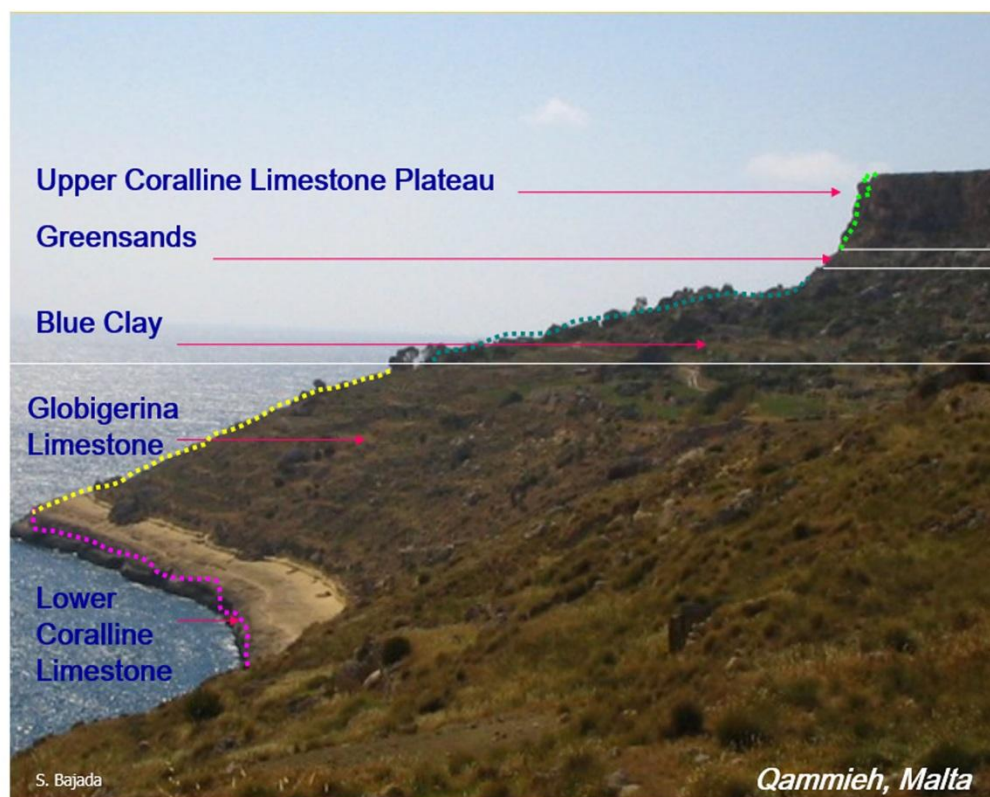 Upper Coralline Limestone Plateau
Greensands
Blue Clay
Globigerina
Limestone
Lower
Coralline
Limestone
S. Bajada
Qammieh, Malta